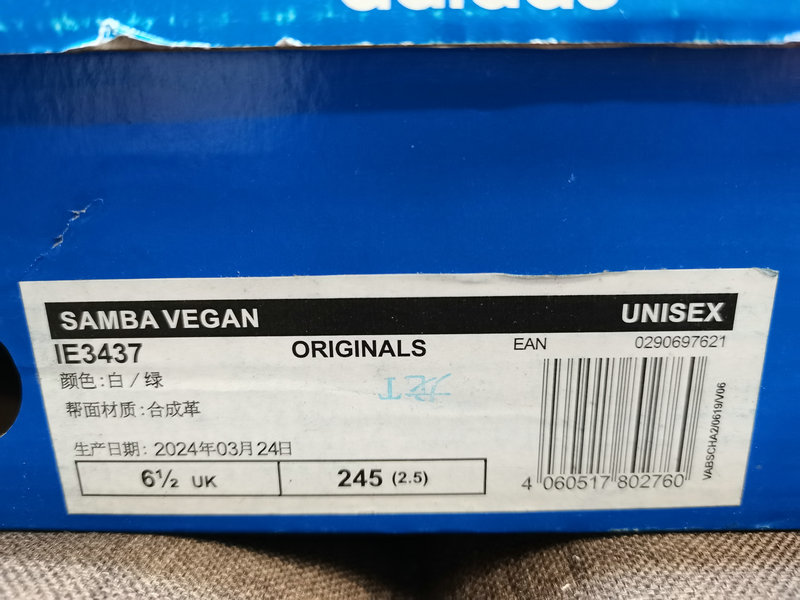 adidas
SAMBA VEGAN UNISEX
IE3437 ORIGINALS EAN 0290697621
颜色:白/绿
帮面材质:合成革
生产日期: 2024年03月24日
6½ UK 245 (2.5)
4 060517 802760
VABSCHA2/0619/V06